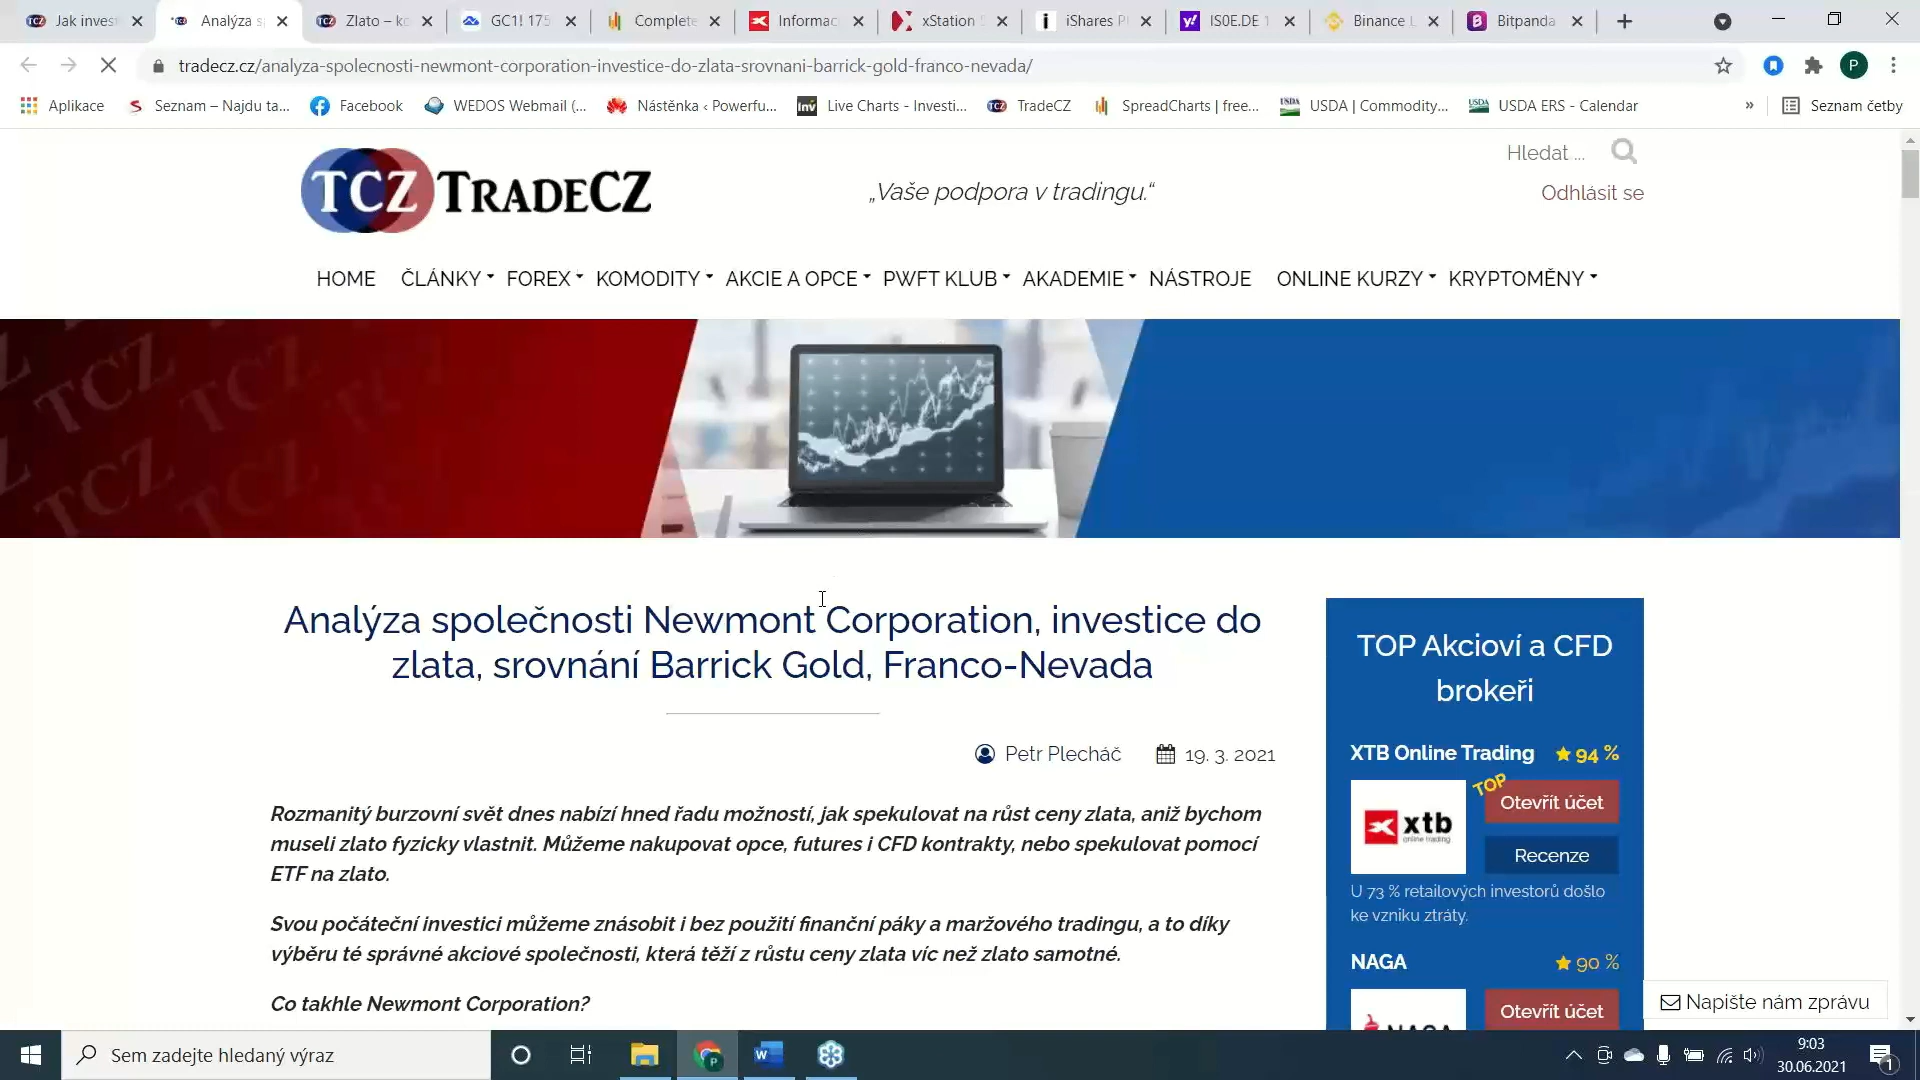 Jak invest
Analýza s
Zlato – ko
GC1! 175
Complete
Informac
xStation 5
iShares P
IS0E.DE 1
Binance L
Bitpanda
tradecz.cz/analyza-spolecnosti-newmont-corporation-investice-do-zlata-srovnani-barrick-gold-franco-nevada/
P
Aplikace
Seznam – Najdu ta...
Facebook
WEDOS Webmail (...
Nástěnka ‹ Powerfu...
Live Charts - Investi...
TradeCZ
SpreadCharts | free...
USDA | Commodity...
USDA ERS - Calendar
»
Seznam četby
TCZ TRADECZ
„Vaše podpora v tradingu.“
Hledat ...
Odhlásit se
HOME ČLÁNKY FOREX KOMODITY AKCIE A OPCE PWFT KLUB AKADEMIE NÁSTROJE ONLINE KURZY KRYPTOMĚNY
TCZ TCZ
TCZ TCZ
Analýza společnosti Newmont Corporation, investice do
zlata, srovnání Barrick Gold, Franco-Nevada
Petr Plecháč 19. 3. 2021
Rozmanitý burzovní svět dnes nabízí hned řadu možností, jak spekulovat na růst ceny zlata, aniž bychom
museli zlato fyzicky vlastnit. Můžeme nakupovat opce, futures i CFD kontrakty, nebo spekulovat pomocí
ETF na zlato.
Svou počáteční investici můžeme znásobit i bez použití finanční páky a maržového tradingu, a to díky
výběru té správné akciové společnosti, která těží z růstu ceny zlata víc než zlato samotné.
Co takhle Newmont Corporation?
TOP Akcioví a CFD
brokeři
XTB Online Trading 94 %
TOP
xtb
online trading
Otevřít účet
Recenze
U 73 % retailových investorů došlo
ke vzniku ztráty.
NAGA 90 %
NAGA
Otevřít účet
Napište nám zprávu
Sem zadejte hledaný výraz
9:03
30.06.2021
1